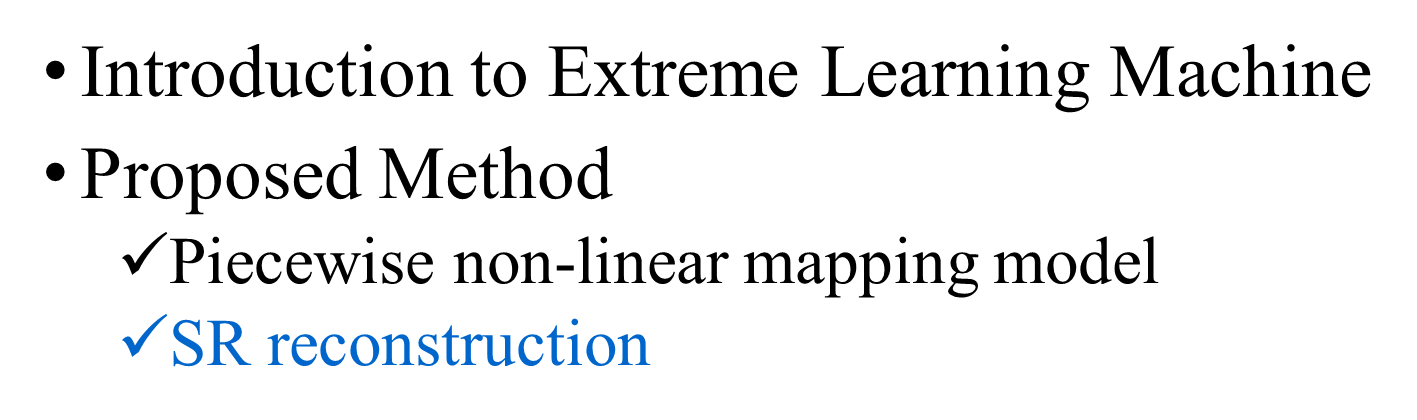 • Introduction to Extreme Learning Machine
• Proposed Method
✓Piecewise non-linear mapping model
✓SR reconstruction